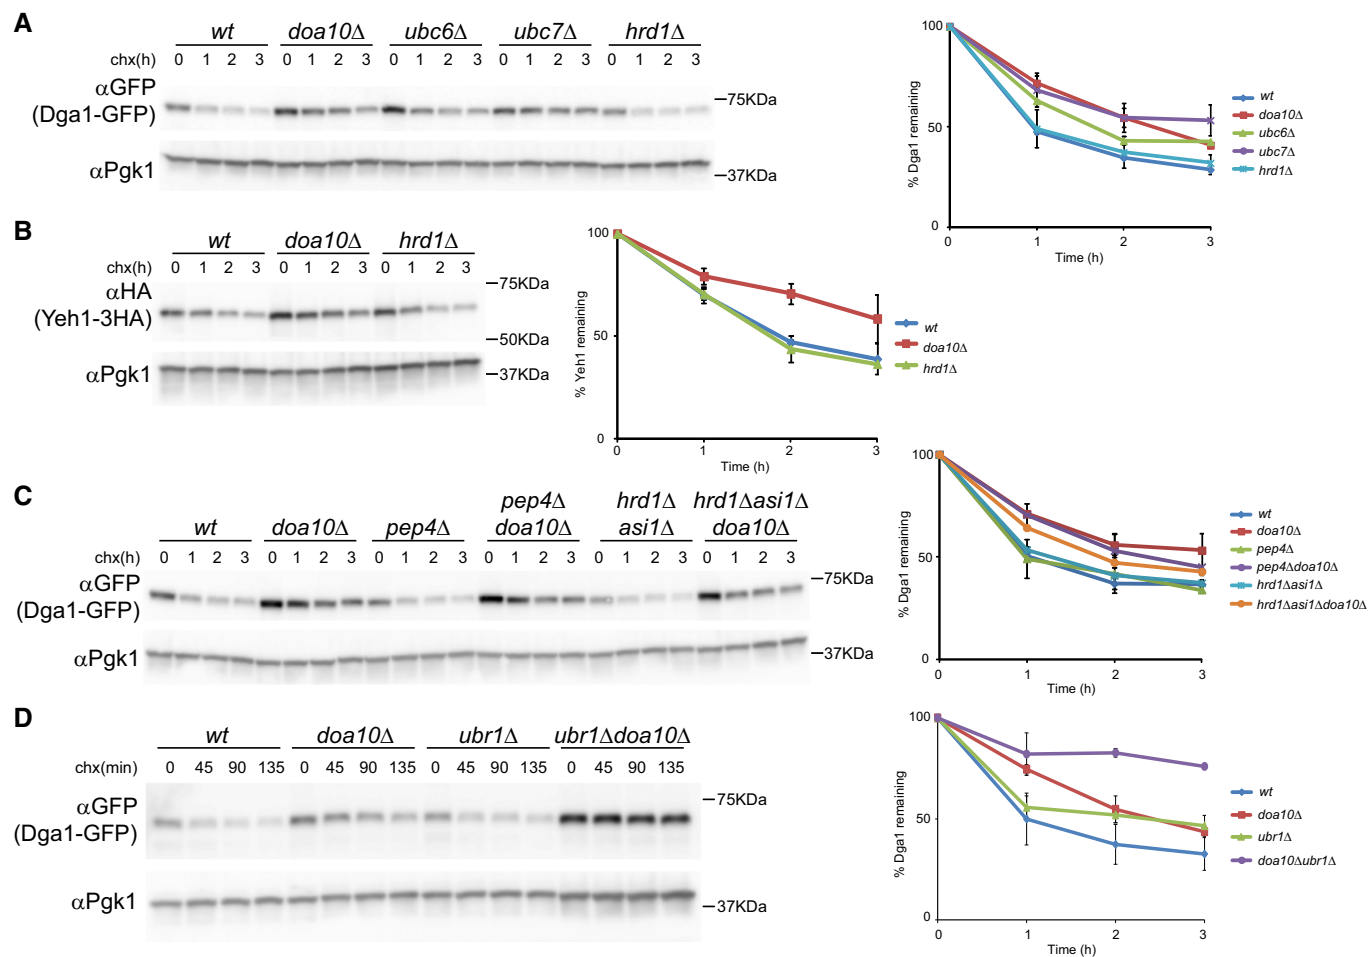 A
wt doa10Δ ubc6Δ ubc7Δ hrd1Δ
chx(h) 0 1 2 3 0 1 2 3 0 1 2 3 0 1 2 3 0 1 2 3
αGFP
(Dga1-GFP)
75KDa
αPgk1
37KDa
100
50
0
% Dga1 remaining
0 1 2 3
Time (h)
wt
doa10Δ
ubc6Δ
ubc7Δ
hrd1Δ
B
wt doa10Δ hrd1Δ
chx(h) 0 1 2 3 0 1 2 3 0 1 2 3
αHA
(Yeh1-3HA)
75KDa
50KDa
αPgk1
37KDa
100
50
0
% Yeh1 remaining
0 1 2 3
Time (h)
wt
doa10Δ
hrd1Δ
C
pep4Δ hrd1Δ hrd1Δasi1Δ
wt doa10Δ pep4Δ doa10Δ asi1Δ doa10Δ
chx(h) 0 1 2 3 0 1 2 3 0 1 2 3 0 1 2 3 0 1 2 3 0 1 2 3
αGFP
(Dga1-GFP)
75KDa
αPgk1
37KDa
100
50
0
% Dga1 remaining
0 1 2 3
Time (h)
wt
doa10Δ
pep4Δ
pep4Δdoa10Δ
hrd1Δasi1Δ
hrd1Δasi1Δdoa10Δ
D
wt doa10Δ ubr1Δ ubr1Δdoa10Δ
chx(min) 0 45 90 135 0 45 90 135 0 45 90 135 0 45 90 135
αGFP
(Dga1-GFP)
75KDa
αPgk1
37KDa
100
50
0
% Dga1 remaining
0 1 2 3
Time (h)
wt
doa10Δ
ubr1Δ
doa10Δubr1Δ